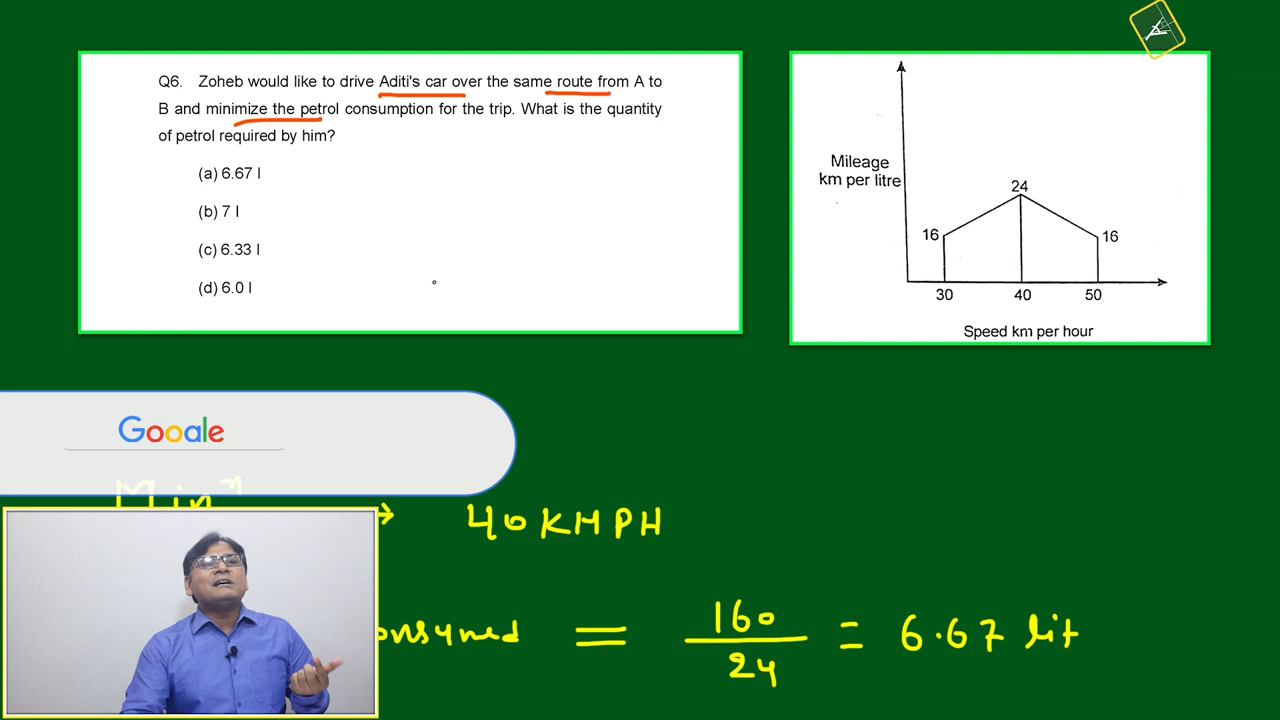 Q6. Zoheb would like to drive Aditi's car over the same route from A to
B and minimize the petrol consumption for the trip. What is the quantity
of petrol required by him?
(a) 6.67 l
(b) 7 l
(c) 6.33 l
(d) 6.0 l
Mileage
km per litre
24
16
16
30 40 50
Speed km per hour
Gooale
40 KMPH
= 160
24
= 6.67 lit